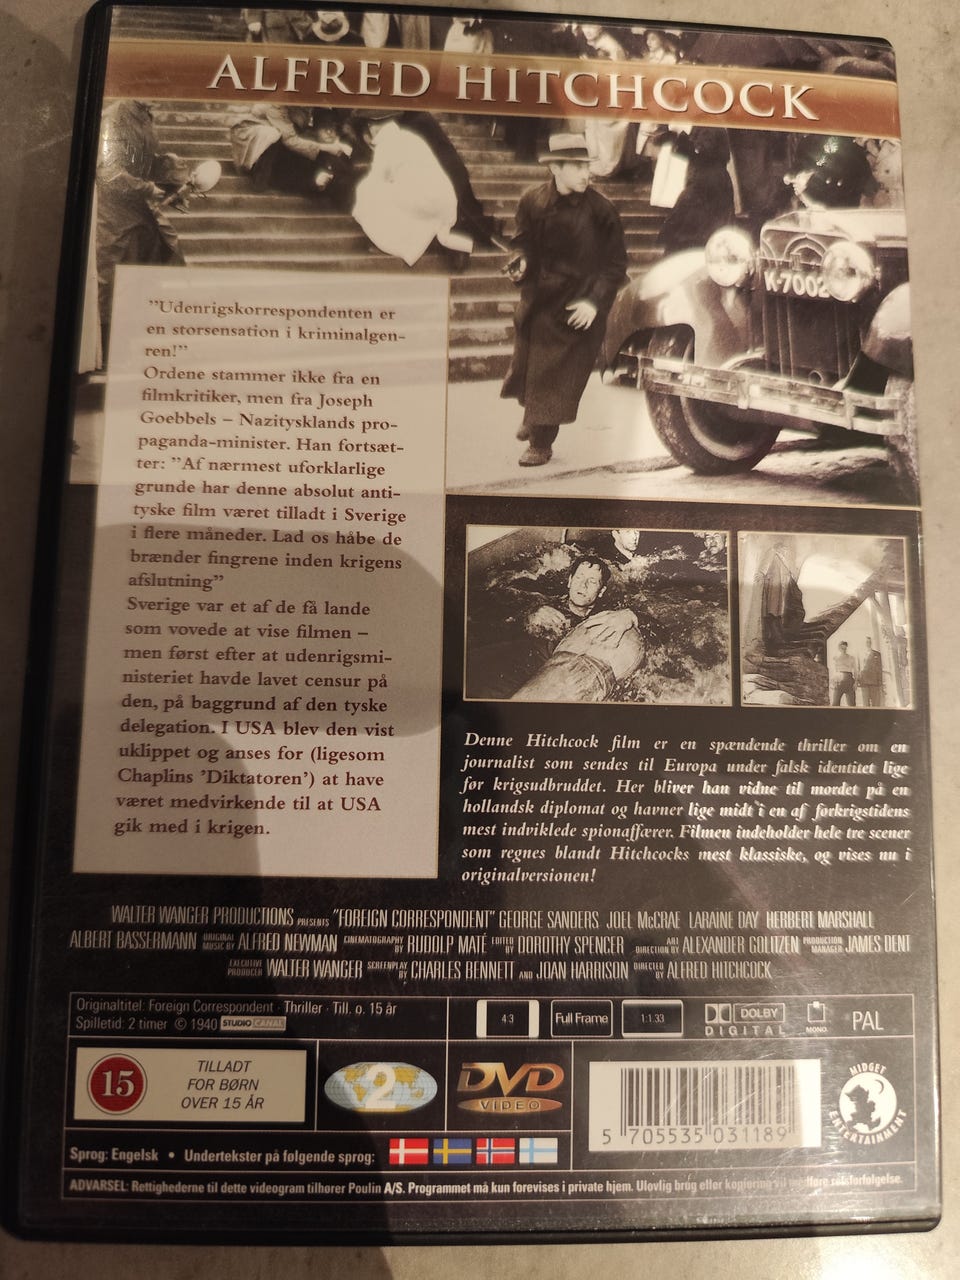 ALFRED HITCHCOCK
K-7002
"Udenrigskorrespondenten er
en storsensation i kriminalgen-
ren!"
Ordene stammer ikke fra en
filmkritiker, men fra Joseph
Goebbels – Nazitysklands pro-
paganda-minister. Han fortsæt-
ter: "Af nærmest uforklarlige
grunde har denne absolut anti-
tyske film været tilladt i Sverige
i flere måneder. Lad os håbe de
brænder fingrene inden krigens
afslutning"
Sverige var et af de få lande
som vovede at vise filmen –
men først efter at udenrigsmi-
nisteriet havde lavet censur på
den, på baggrund af den tyske
delegation. I USA blev den vist
uklippet og anses for (ligesom
Chaplins 'Diktatoren') at have
været medvirkende til at USA
gik med i krigen.
Denne Hitchcock film er en spændende thriller om en
journalist som sendes til Europa under falsk identitet lige
før krigsudbruddet. Her bliver han vidne til mordet på en
hollandsk diplomat og havner lige midt i en af førkrigstidens
mest indviklede spionaffærer. Filmen indeholder hele tre scener
som regnes blandt Hitchcocks mest klassiske, og vises nu i
originalversionen!
WALTER WANGER PRODUCTIONS PRESENTS "FOREIGN CORRESPONDENT" GEORGE SANDERS JOEL McCRAE LARAINE DAY HERBERT MARSHALL
ALBERT BASSERMANN ORIGINAL MUSIC BY ALFRED NEWMAN CINEMATOGRAPHY BY RUDOLP MATÉ EDITED BY DOROTHY SPENCER ART DIRECTION BY ALEXANDER GOLITZEN PRODUCTION MANAGER JAMES DENT
EXECUTIVE PRODUCER WALTER WANGER SCREENPLAY BY CHARLES BENNETT AND JOAN HARRISON DIRECTED BY ALFRED HITCHCOCK
Originaltitel: Foreign Correspondent · Thriller · Till. o. 15 år
Spilletid: 2 timer © 1940 STUDIO CANAL
4:3 Full Frame 1:1.33 DOLBY DIGITAL MONO PAL
15
TILLADT
FOR BØRN
OVER 15 ÅR
2
DVD
VIDEO
5 705535 031189
MIDGET ENTERTAINMENT
Sprog: Engelsk • Undertekster på følgende sprog:
ADVARSEL: Rettighederne til dette videogram tilhører Poulin A/S. Programmet må kun forevises i private hjem. Ulovlig brug eller kopiering vil medføre retsforfølgelse.